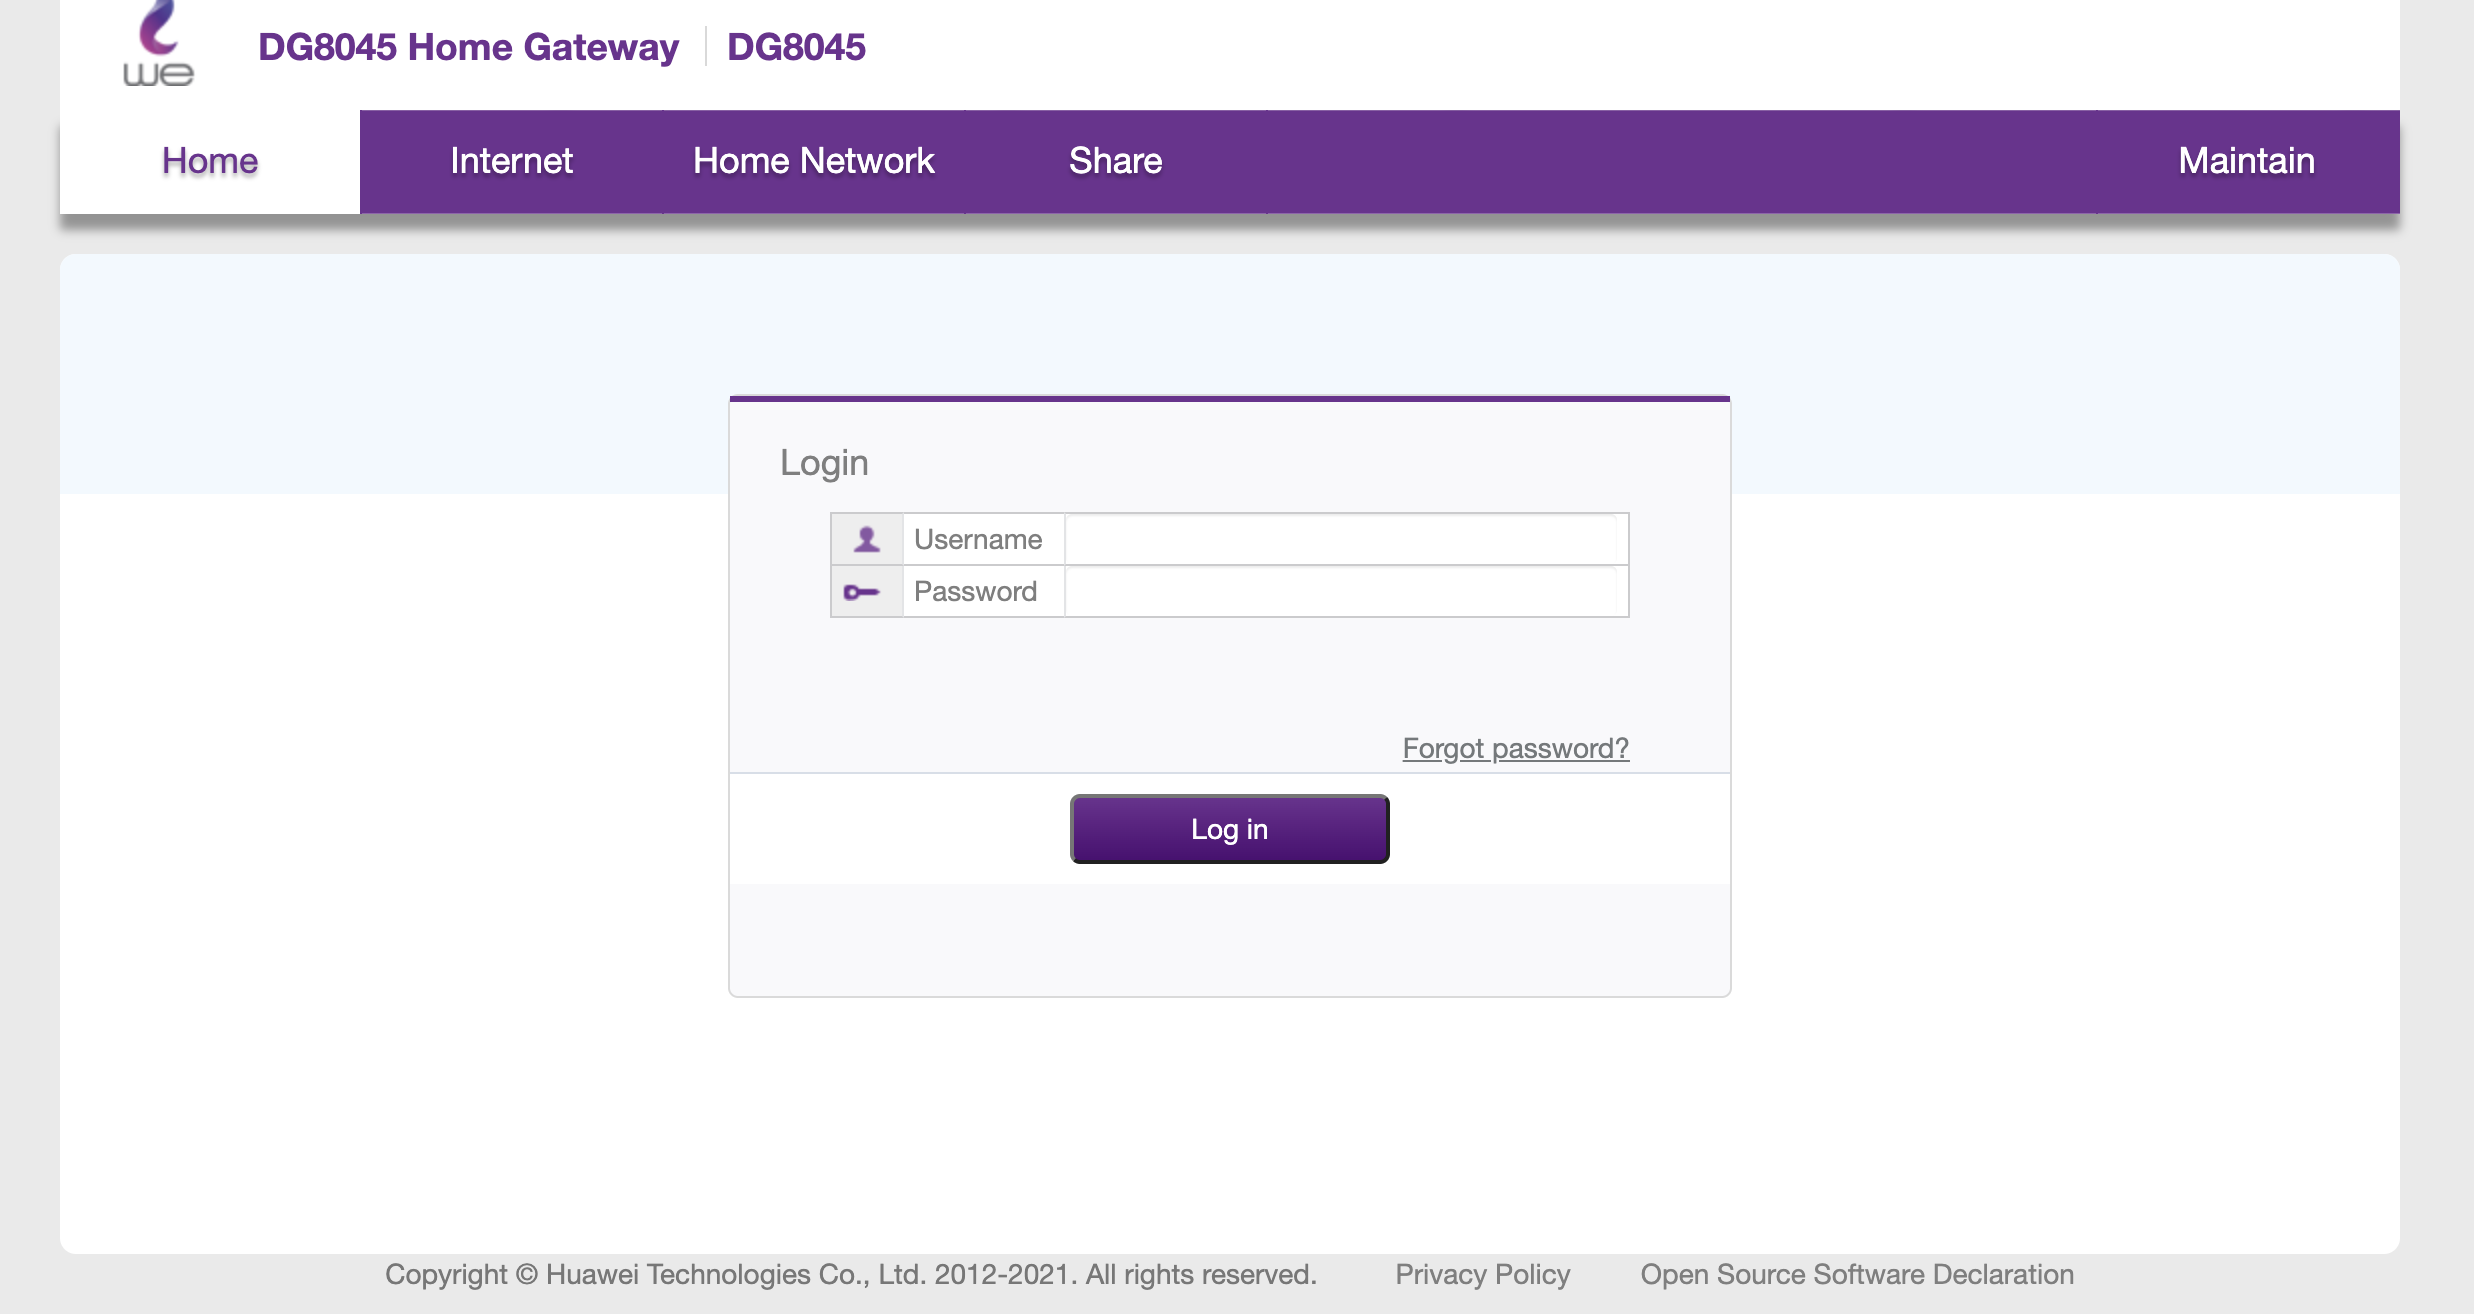 we
DG8045 Home Gateway DG8045
Home Internet Home Network Share Maintain
Login
Username
Password
Forgot password?
Log in
Copyright © Huawei Technologies Co., Ltd. 2012-2021. All rights reserved. Privacy Policy Open Source Software Declaration